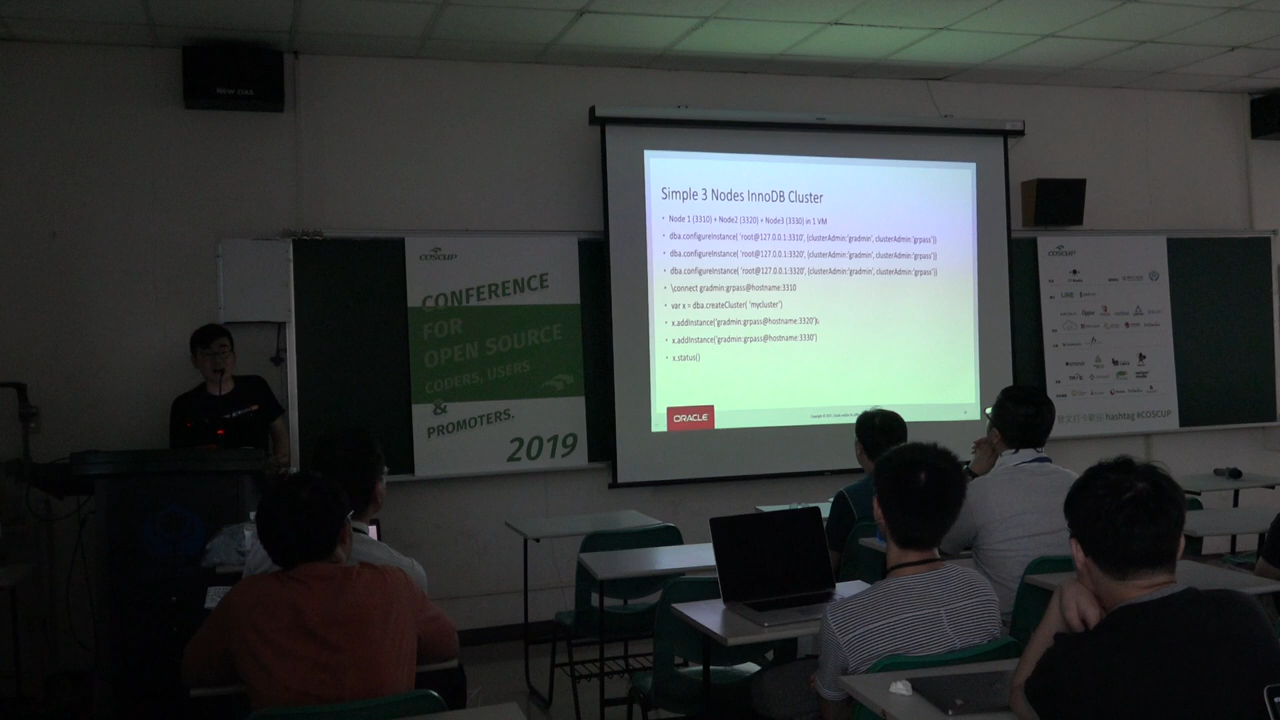 NEW DAS
COSCUP
CONFERENCE
FOR
OPEN SOURCE
CODERS, USERS
&
PROMOTERS.
2019
Simple 3 Nodes InnoDB Cluster
• Node 1 (3310) + Node2 (3320) + Node3 (3330) in 1 VM
• dba.configureInstance( 'root@127.0.0.1:3310', {clusterAdmin:'gradmin', clusterAdmin:'grpass'})
• dba.configureInstance( 'root@127.0.0.1:3320', {clusterAdmin:'gradmin', clusterAdmin:'grpass'})
• dba.configureInstance( 'root@127.0.0.1:3320', {clusterAdmin:'gradmin', clusterAdmin:'grpass'})
• \connect gradmin:grpass@hostname:3310
• var x = dba.createCluster( 'mycluster')
• x.addInstance('gradmin:grpass@hostname:3320');
• x.addInstance('gradmin:grpass@hostname:3330')
• x.status()
ORACLE
COSCUP
LINE
hashtag #COSCUP